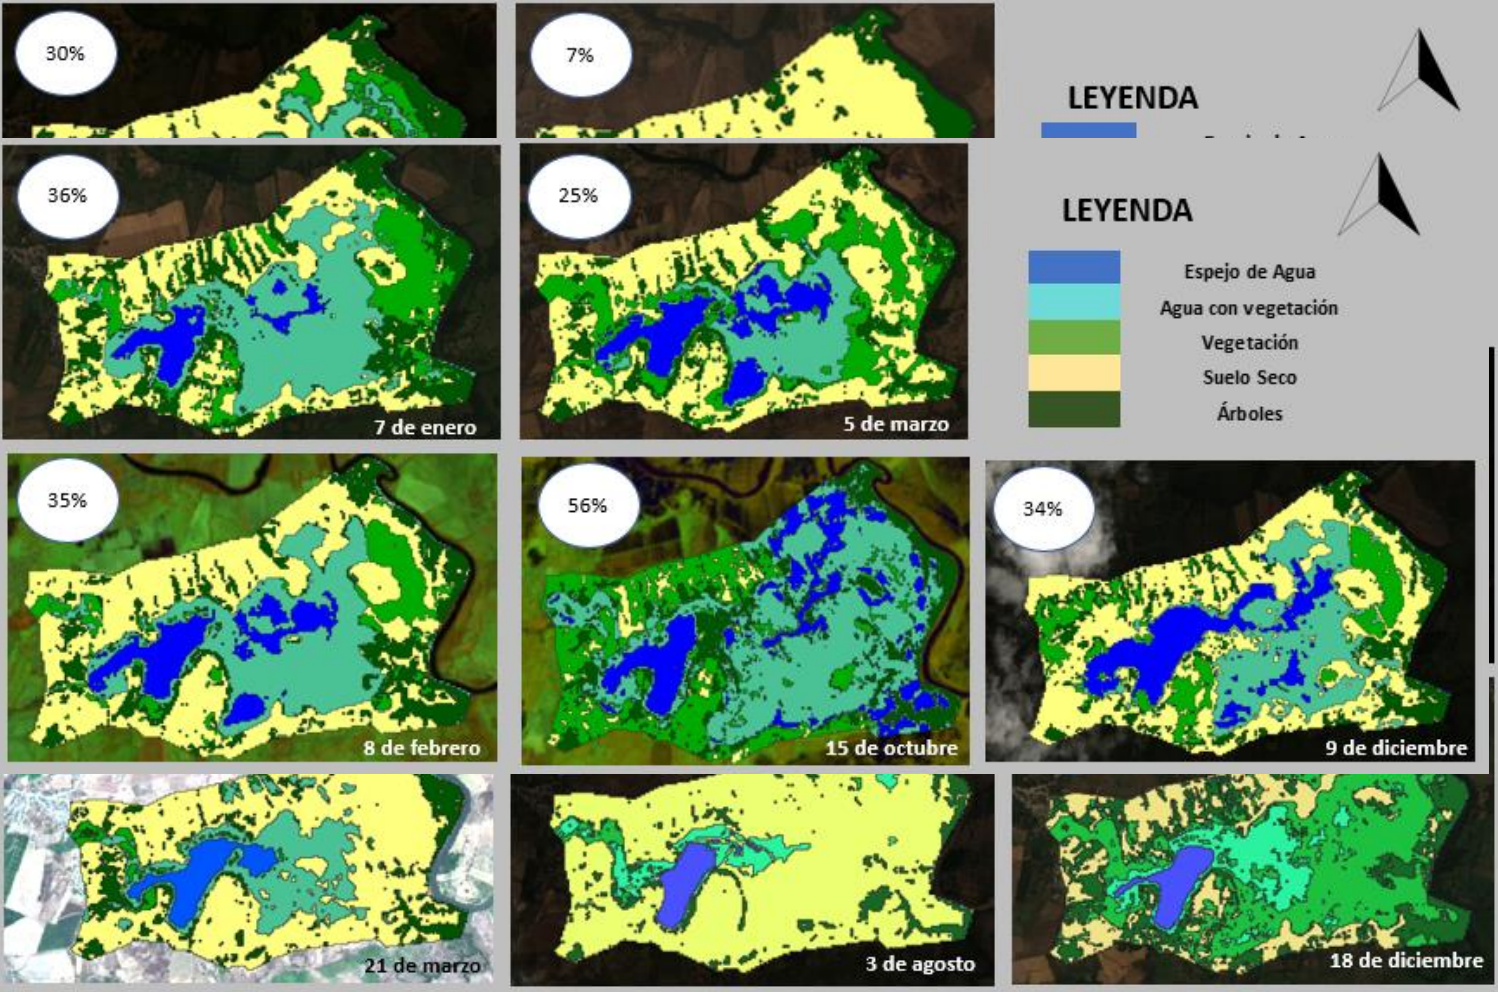 30%
7%
LEYENDA
36%
25%
LEYENDA
Espejo de Agua
Agua con vegetación
Vegetación
Suelo Seco
Árboles
7 de enero
5 de marzo
35%
56%
34%
8 de febrero
15 de octubre
9 de diciembre
21 de marzo
3 de agosto
18 de diciembre